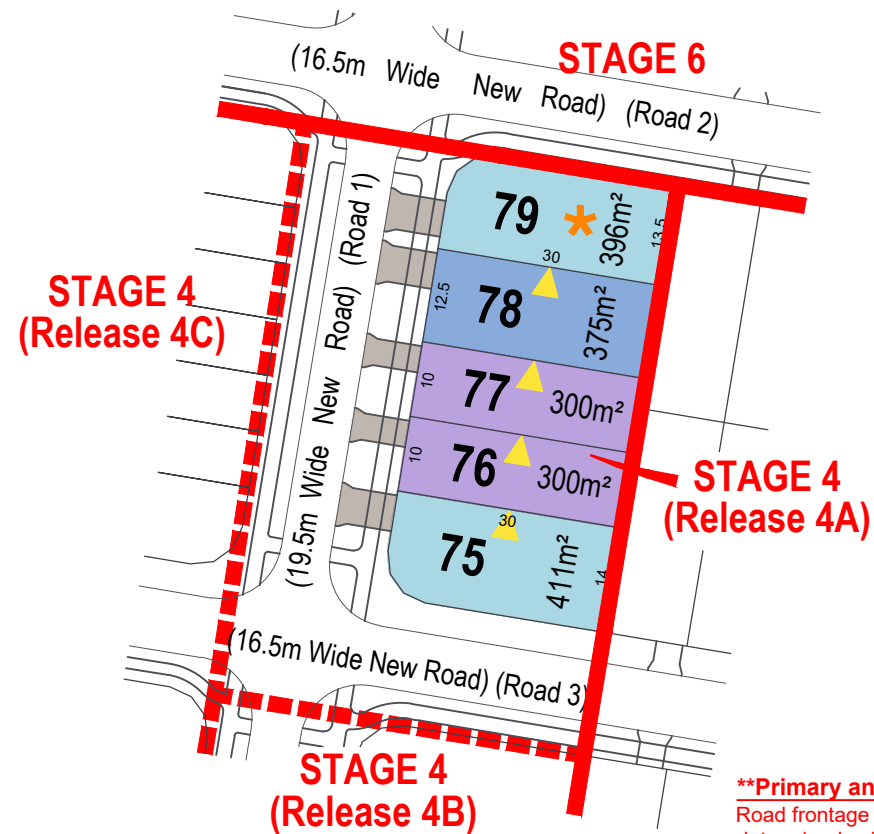 STAGE 6
(16.5m Wide New Road) (Road 2)
79
*
396m²
13.5
30
STAGE 4
(Release 4C)
(19.5m Wide New Road) (Road 1)
12.5
78
375m²
10
77
300m²
10
76
300m²
STAGE 4
(Release 4A)
30
75
411m²
14
(16.5m Wide New Road) (Road 3)
STAGE 4
(Release 4B)
**Primary an
Road frontage